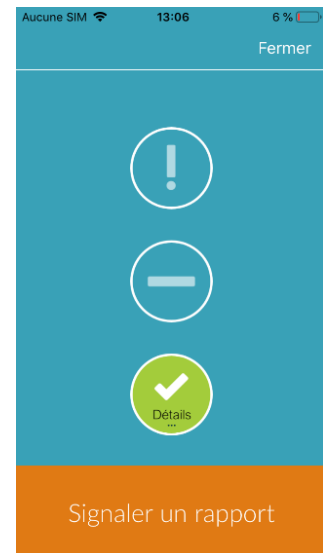 Aucune SIM 13:06 6 %
Fermer
Détails
...
Signaler un rapport